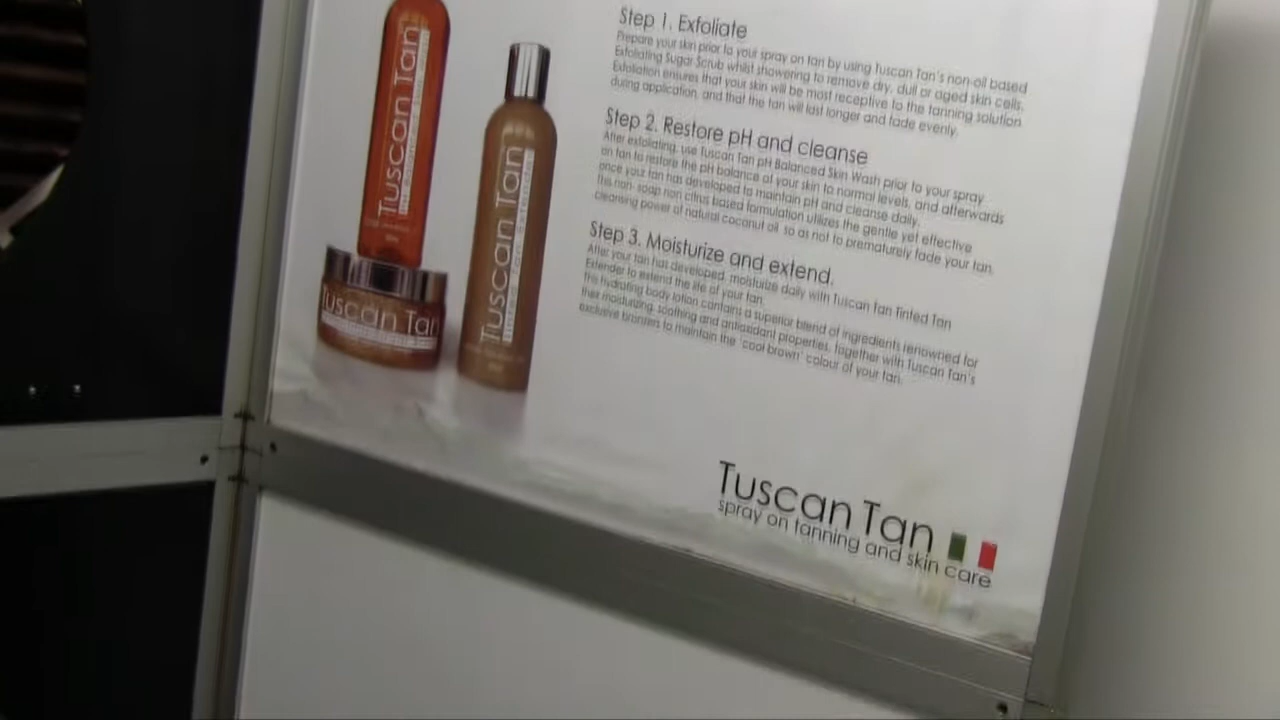 Tuscan Tan
Tuscan Tan
tinted tan extender
Tuscan Tan
Step 1. Exfoliate
Prepare your skin prior to your spray on tan by using Tuscan Tan's non-oil based
Exfoliating Sugar Scrub whilst showering to remove dry, dull or aged skin cells.
Exfoliation ensures that your skin will be most receptive to the tanning solution
during application, and that the tan will last longer and fade evenly.
Step 2. Restore pH and cleanse
After exfoliating, use Tuscan Tan pH Balanced Skin Wash prior to your spray
on tan to restore the pH balance of your skin to normal levels, and afterwards
once your tan has developed to maintain pH and cleanse daily.
This non-soap non citrus based formulation utilizes the gentle yet effective
cleansing power of natural coconut oil, so as not to prematurely fade your tan.
Step 3. Moisturize and extend.
After your tan has developed, moisturize daily with Tuscan Tan Tinted Tan
Extender to extend the life of your tan.
This hydrating body lotion contains a superior blend of ingredients renowned for
their moisturizing, soothing and antioxidant properties, together with Tuscan Tan's
exclusive bronzers to maintain the 'cool brown' colour of your tan.
Tuscan Tan
spray on tanning and skin care